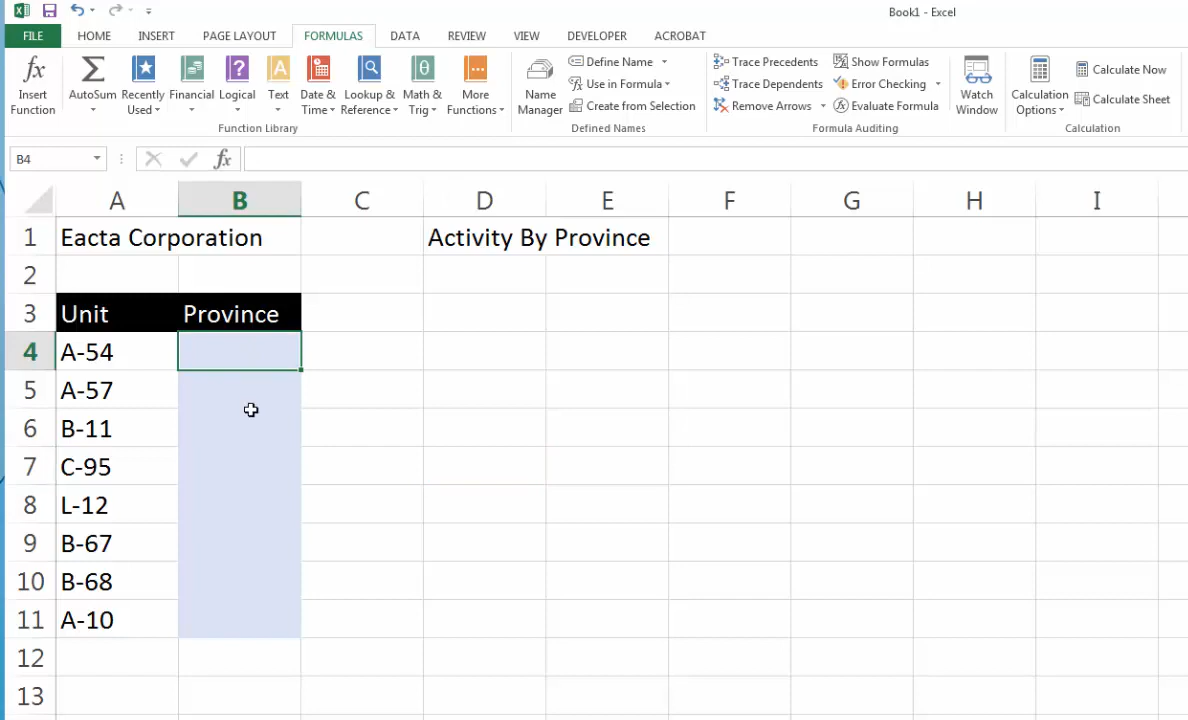 Book1 - Excel
FILE HOME INSERT PAGE LAYOUT FORMULAS DATA REVIEW VIEW DEVELOPER ACROBAT
fx Σ ? A θ Define Name Trace Precedents Show Formulas Calculate Now
Insert Function AutoSum Recently Used Financial Logical Text Date & Time Lookup & Reference Math & Trig More Functions Name Manager Use in Formula Trace Dependents Error Checking Watch Window Calculation Options Calculate Sheet
Create from Selection Remove Arrows Evaluate Formula
Function Library Defined Names Formula Auditing Calculation
B4 fx
A B C D E F G H I
1 Eacta Corporation Activity By Province
2
3 Unit Province
4 A-54
5 A-57
6 B-11
7 C-95
8 L-12
9 B-67
10 B-68
11 A-10
12
13